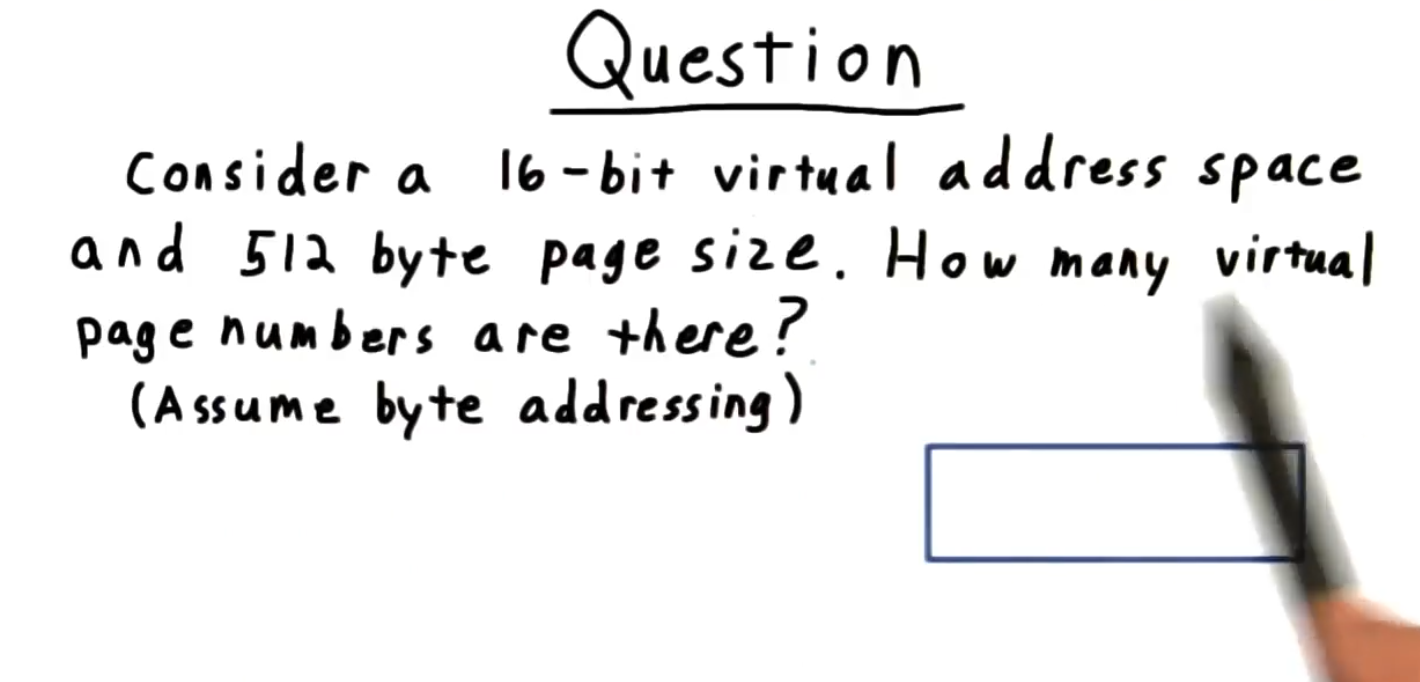 Question
Consider a 16-bit virtual address space
and 512 byte page size. How many virtual
page numbers are there?
(Assume byte addressing)